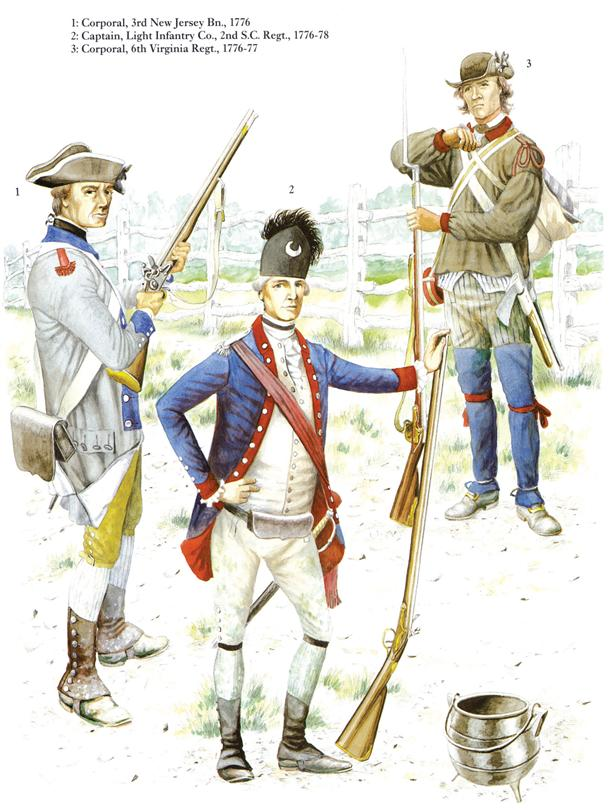 1: Corporal, 3rd New Jersey Bn., 1776
2: Captain, Light Infantry Co., 2nd S.C. Regt., 1776-78
3: Corporal, 6th Virginia Regt., 1776-77
3
1
2